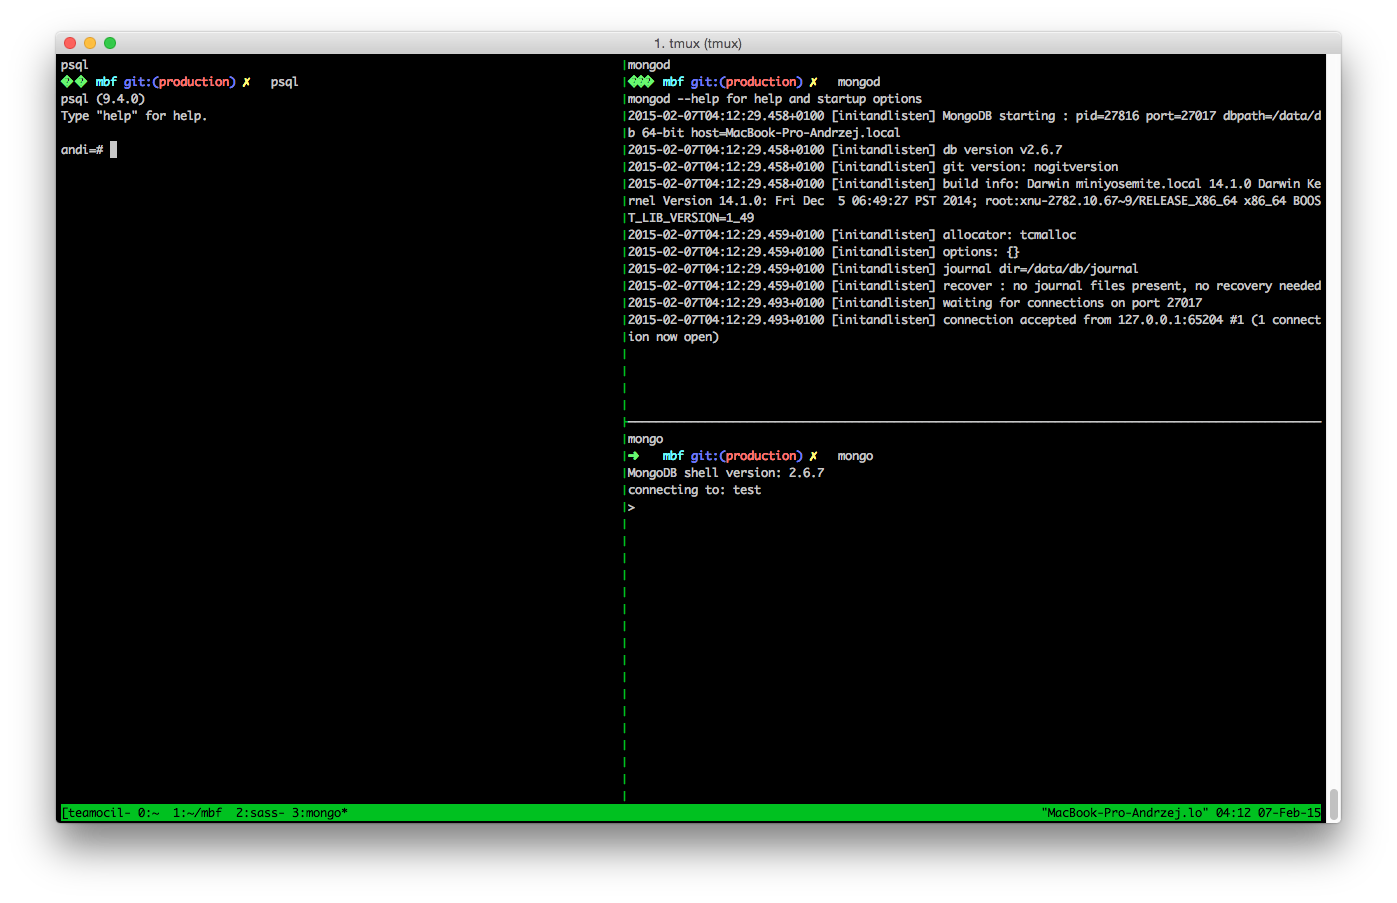 1. tmux (tmux)
psql
�� mbf git:(production) ✗ psql
psql (9.4.0)
Type "help" for help.
andi=#
mongod
��� mbf git:(production) ✗ mongod
mongod --help for help and startup options
2015-02-07T04:12:29.458+0100 [initandlisten] MongoDB starting : pid=27816 port=27017 dbpath=/data/d
b 64-bit host=MacBook-Pro-Andrzej.local
2015-02-07T04:12:29.458+0100 [initandlisten] db version v2.6.7
2015-02-07T04:12:29.458+0100 [initandlisten] git version: nogitversion
2015-02-07T04:12:29.458+0100 [initandlisten] build info: Darwin miniyosemite.local 14.1.0 Darwin Ke
rnel Version 14.1.0: Fri Dec  5 06:49:27 PST 2014; root:xnu-2782.10.67~9/RELEASE_X86_64 x86_64 BOOS
T_LIB_VERSION=1_49
2015-02-07T04:12:29.459+0100 [initandlisten] allocator: tcmalloc
2015-02-07T04:12:29.459+0100 [initandlisten] options: {}
2015-02-07T04:12:29.459+0100 [initandlisten] journal dir=/data/db/journal
2015-02-07T04:12:29.459+0100 [initandlisten] recover : no journal files present, no recovery needed
2015-02-07T04:12:29.493+0100 [initandlisten] waiting for connections on port 27017
2015-02-07T04:12:29.493+0100 [initandlisten] connection accepted from 127.0.0.1:65204 #1 (1 connect
ion now open)
mongo
➜ mbf git:(production) ✗ mongo
MongoDB shell version: 2.6.7
connecting to: test
>
[teamocil- 0:~  1:~/mbf  2:sass- 3:mongo* "MacBook-Pro-Andrzej.lo" 04:12 07-Feb-15